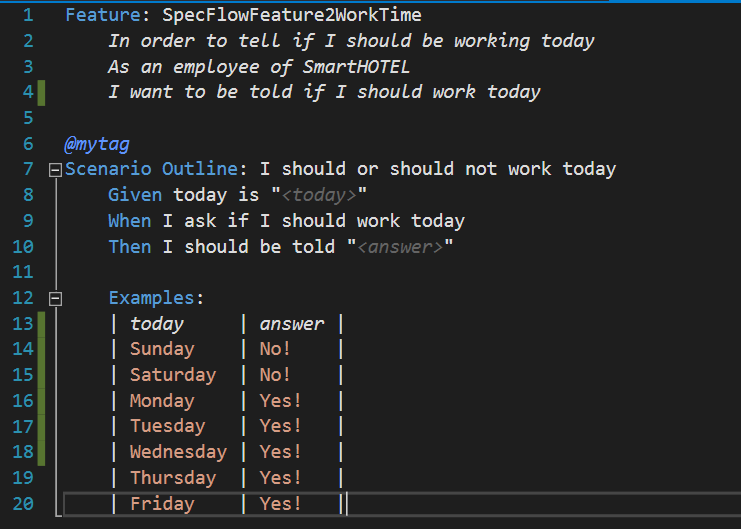 1 Feature: SpecFlowFeature2WorkTime
2 In order to tell if I should be working today
3 As an employee of SmartHOTEL
4 I want to be told if I should work today
5
6 @mytag
7 Scenario Outline: I should or should not work today
8 Given today is "<today>"
9 When I ask if I should work today
10 Then I should be told "<answer>"
11
12 Examples:
13 | today | answer |
14 | Sunday | No! |
15 | Saturday | No! |
16 | Monday | Yes! |
17 | Tuesday | Yes! |
18 | Wednesday | Yes! |
19 | Thursday | Yes! |
20 | Friday | Yes! |